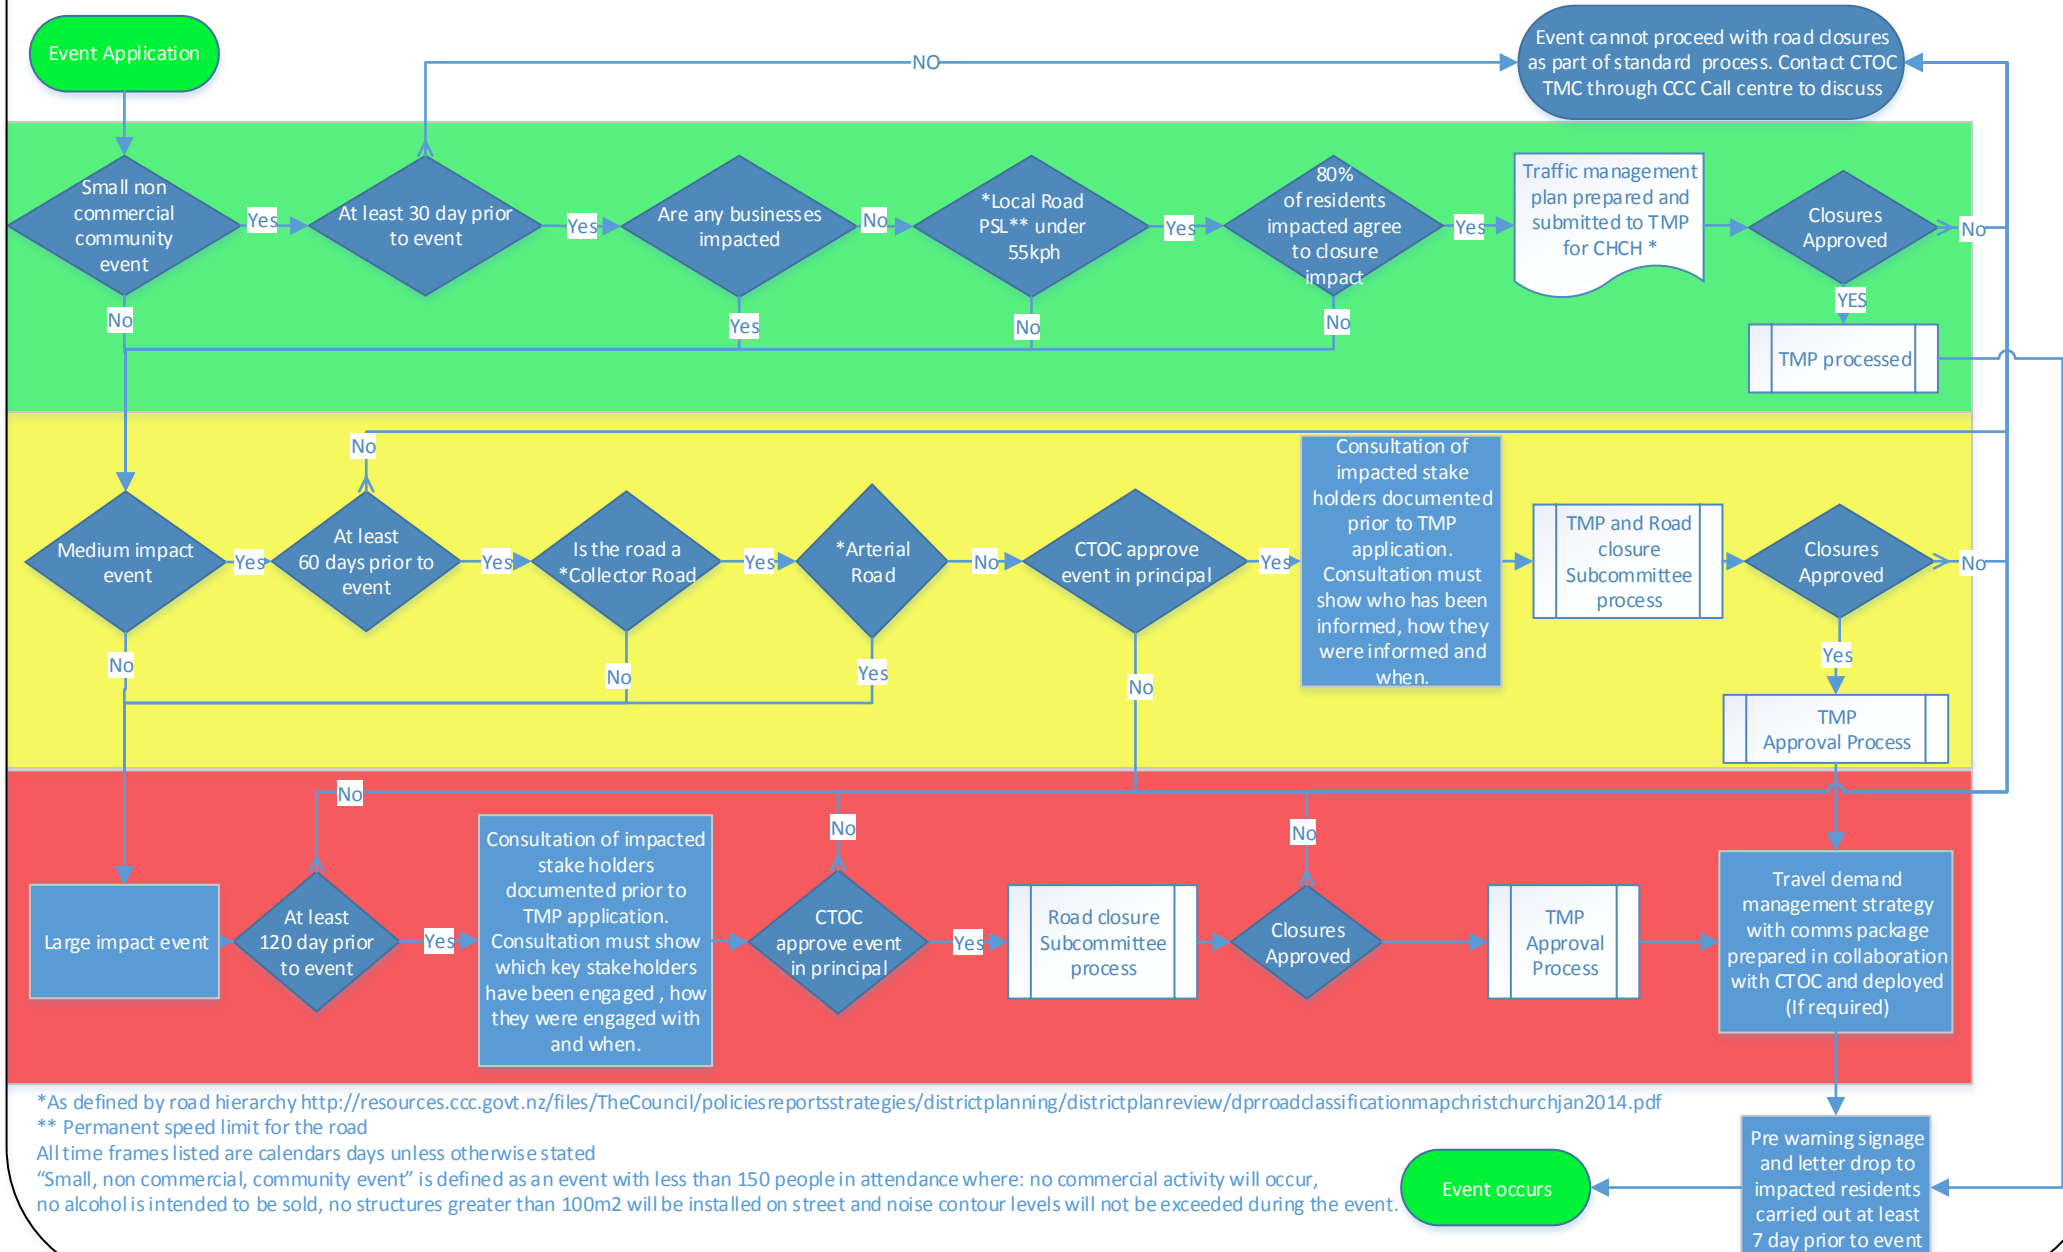 Event Application
NO
Event cannot proceed with road closures
as part of standard process. Contact CTOC
TMC through CCC Call centre to discuss
Small non
commercial
community
event
Yes
At least 30 day prior
to event
Yes
Are any businesses
impacted
No
*Local Road
PSL** under
55kph
Yes
80%
of residents
impacted agree
to closure
impact
Yes
Traffic management
plan prepared and
submitted to TMP
for CHCH *
Closures
Approved
No
No
Yes
No
No
YES
TMP processed
No
Medium impact
event
Yes
At least
60 days prior to
event
Yes
Is the road a
*Collector Road
Yes
*Arterial
Road
No
CTOC approve
event in principal
Yes
Consultation of
impacted stake
holders documented
prior to TMP
application.
Consultation must
show who has been
informed, how they
were informed and
when.
TMP and Road
closure
Subcommittee
process
Closures
Approved
No
No
No
Yes
No
Yes
TMP
Approval Process
No
No
No
Large impact event
At least
120 day prior
to event
Yes
Consultation of impacted
stake holders
documented prior to
TMP application.
Consultation must show
which key stakeholders
have been engaged , how
they were engaged with
and when.
CTOC
approve event
in principal
Yes
Road closure
Subcommittee
process
Closures
Approved
TMP
Approval
Process
Travel demand
management strategy
with comms package
prepared in collaboration
with CTOC and deployed
(If required)
*As defined by road hierarchy http://resources.ccc.govt.nz/files/TheCouncil/policiesreportsstrategies/districtplanning/districtplanreview/dprroadclassificationmapchristchurchjan2014.pdf
** Permanent speed limit for the road
All time frames listed are calendars days unless otherwise stated
“Small, non commercial, community event” is defined as an event with less than 150 people in attendance where: no commercial activity will occur,
no alcohol is intended to be sold, no structures greater than 100m2 will be installed on street and noise contour levels will not be exceeded during the event.
Event occurs
Pre warning signage
and letter drop to
impacted residents
carried out at least
7 day prior to event